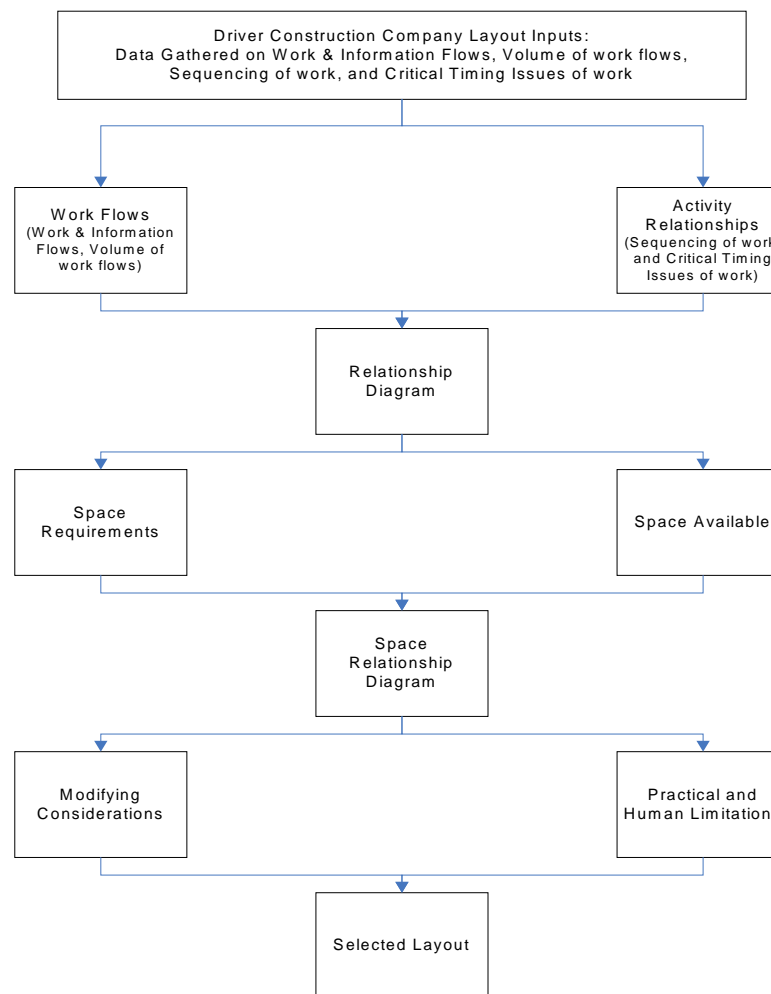 Driver Construction Company Layout Inputs:
Data Gathered on Work & Information Flows, Volume of work flows,
Sequencing of work, and Critical Timing Issues of work
Work Flows
(Work & Information
Flows, Volume of
work flows)
Activity
Relationships
(Sequencing of work
and Critical Timing
Issues of work)
Relationship
Diagram
Space
Requirements
Space Available
Space
Relationship
Diagram
Modifying
Considerations
Practical and
Human Limitation
Selected Layout